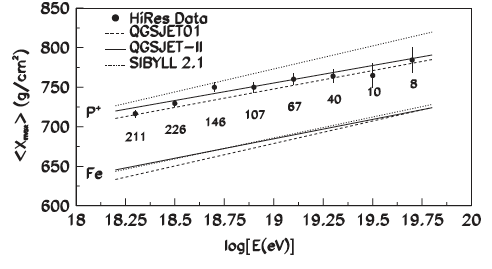 850
800
750
700
650
600
<X_max> (g/cm²)
HiRes Data
QGSJET01
QGSJET-II
SIBYLL 2.1
P⁺
Fe
211
226
146
107
67
40
10
8
18
18.25
18.5
18.75
19
19.25
19.5
19.75
20
log[E(eV)]